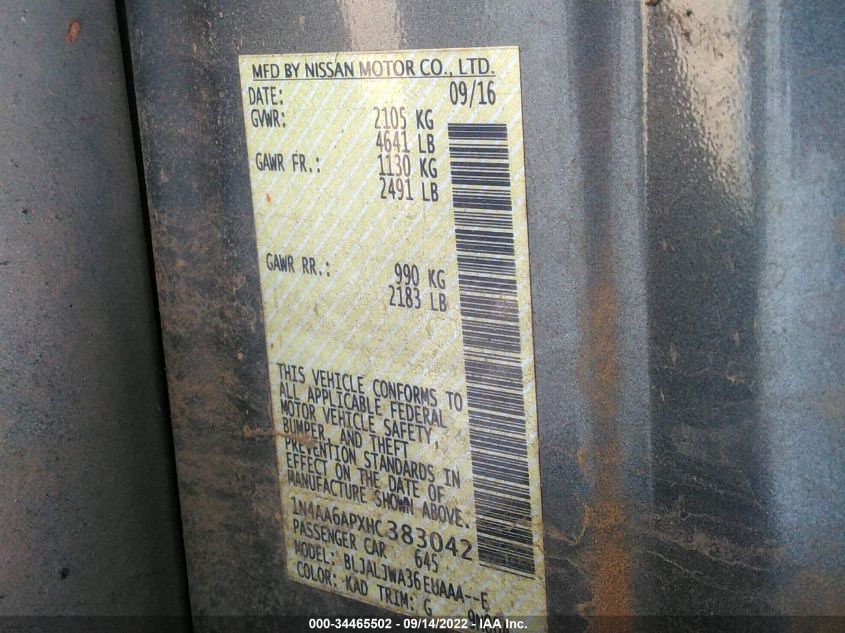 MFD BY NISSAN MOTOR CO., LTD.
DATE: 09/16
GVWR: 2105 KG
4641 LB
GAWR FR.: 1130 KG
2491 LB
GAWR RR.: 990 KG
2183 LB
THIS VEHICLE CONFORMS TO
ALL APPLICABLE FEDERAL
MOTOR VEHICLE SAFETY,
BUMPER, AND THEFT
PREVENTION STANDARDS IN
EFFECT ON THE DATE OF
MANUFACTURE SHOWN ABOVE.
1N4AA6APXHC383042
PASSENGER CAR 645
MODEL: BLJALJWA36EUAAA--E
COLOR: KAD TRIM: G
000-34465502 - 09/14/2022 - IAA Inc.